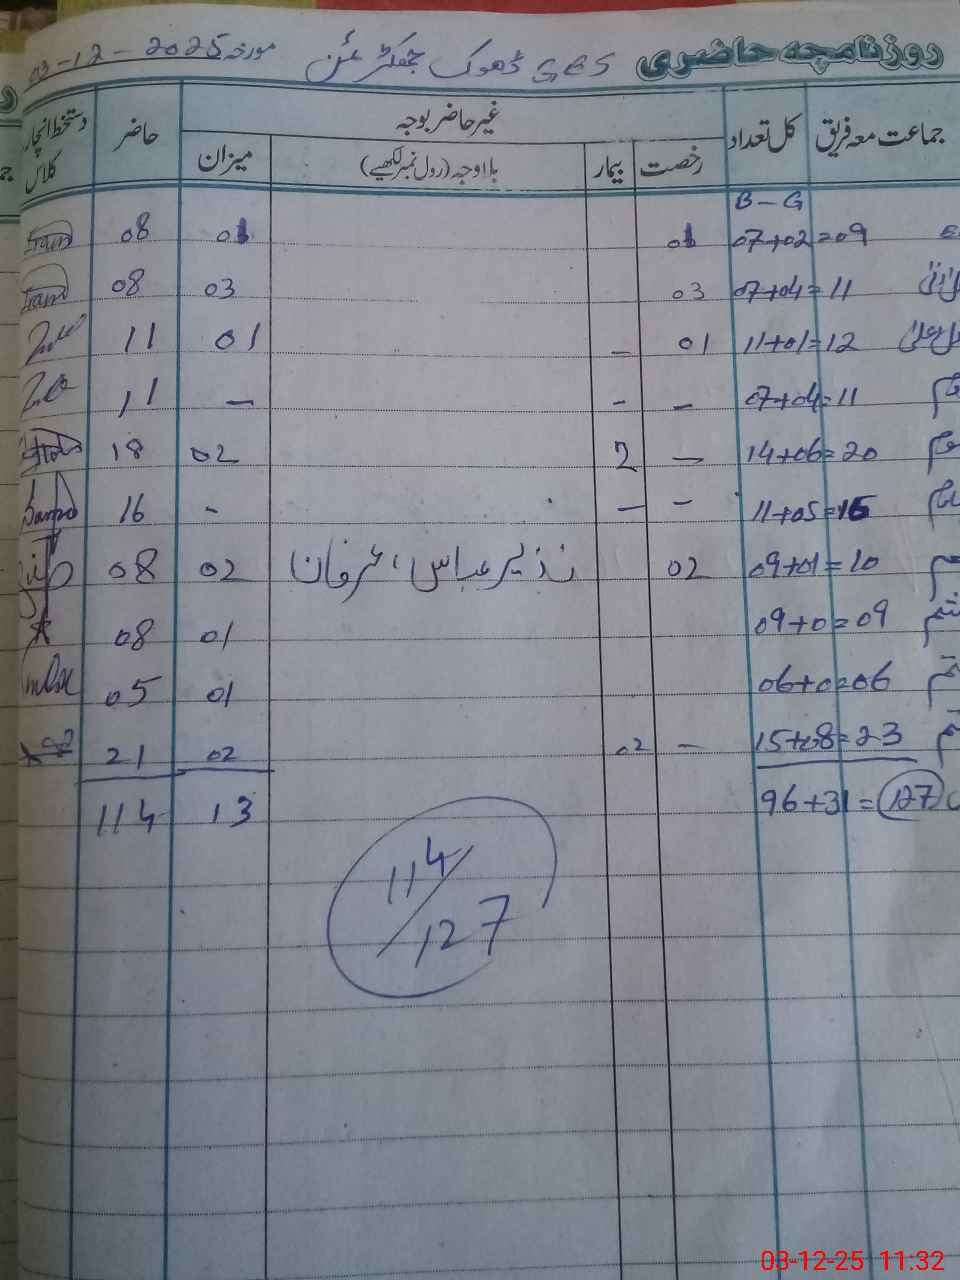 روزنامچہ حاضری GBS ڈھوک مورخہ 03-12-2025
جماعت معہ فریق کل تعداد غیر حاضر بوجہ حاضر دستخط انچارج کلاس
رخصت بیمار بلاوجہ (رول نمبر لکھیے) میزان
B - G
07+02=09 01 01 08
07+04=11 03 03 08
11+01=12 01 – 01 11
07+04=11 – - – 11
14+06=20 – 2 02 18
11+05=16 – – - 16
09+01=10 02 نذیر عباس، عرفان 02 08
09+0=09 01 08
06+0=06 01 05
15+08=23 – 02 02 21
96+31=127 13 114
114/127
03-12-25 11:32